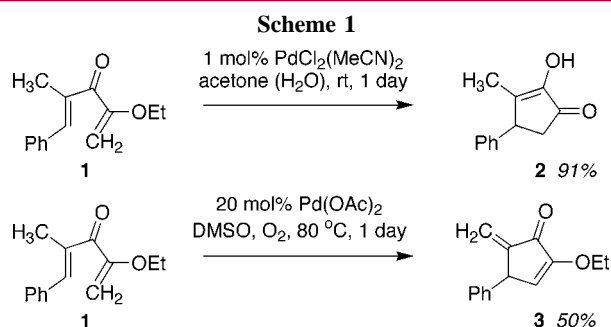 Scheme 1
O
H₃C
OEt
Ph
CH₂
1
1 mol% PdCl₂(MeCN)₂
acetone (H₂O), rt, 1 day
OH
H₃C
O
Ph
2 91%
O
H₃C
OEt
Ph
CH₂
1
20 mol% Pd(OAc)₂
DMSO, O₂, 80 °C, 1 day
O
H₂C
OEt
Ph
3 50%